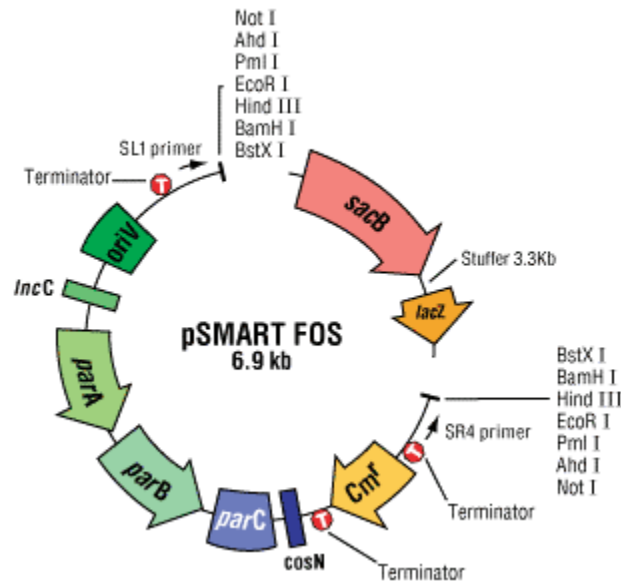 Not I
Ahd I
Pml I
EcoR I
Hind III
BamH I
BstX I
SL1 primer
Terminator
T
sacB
oriV
Stuffer 3.3Kb
IncC
lacZ
pSMART FOS
6.9 kb
parA
BstX I
BamH I
Hind III
EcoR I
Pml I
Ahd I
Not I
SR4 primer
T
parB
Cmr
parC
T
Terminator
cosN
Terminator